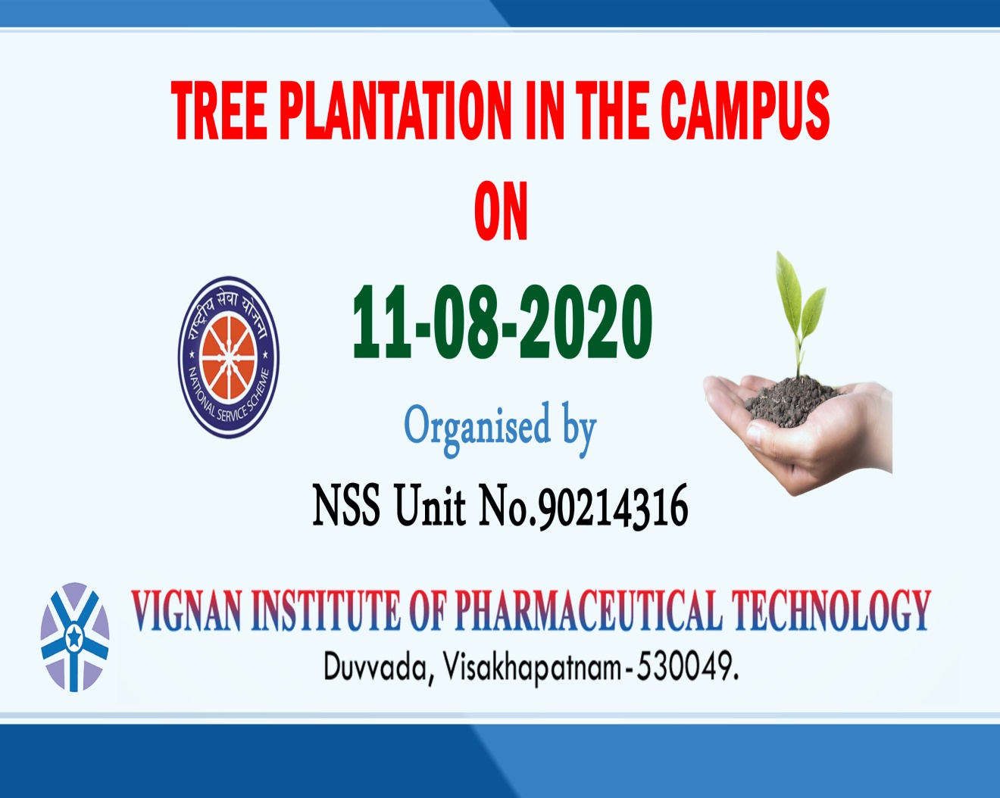 TREE PLANTATION IN THE CAMPUS
ON
11-08-2020
राष्ट्रीय सेवा योजना
NATIONAL SERVICE SCHEME
Organised by
NSS Unit No.90214316
VIGNAN INSTITUTE OF PHARMACEUTICAL TECHNOLOGY
Duvvada, Visakhapatnam-530049.